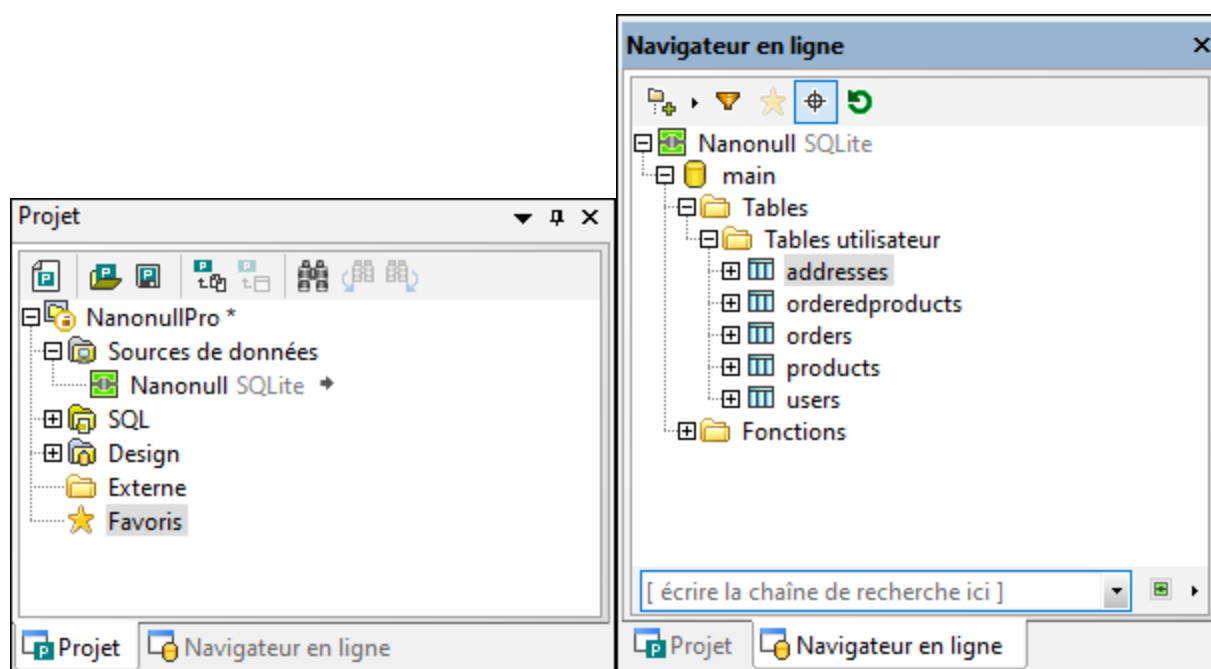 Projet
NanonullPro *
Sources de données
Nanonull SQLite
SQL
Design
Externe
Favoris
Projet
Navigateur en ligne
Navigateur en ligne
Nanonull SQLite
main
Tables
Tables utilisateur
addresses
orderedproducts
orders
products
users
Fonctions
[ écrire la chaîne de recherche ici ]
Projet
Navigateur en ligne